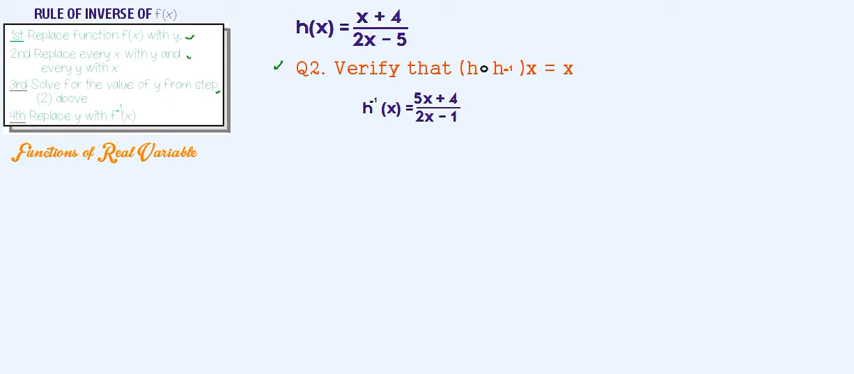 RULE OF INVERSE OF f(x)
1st Replace function f(x) with y.
2nd Replace every x with y and
every y with x
3rd Solve for the value of y from step
(2) above
4th Replace y with f⁻¹(x)
Functions of Real Variable
h(x) = (x + 4)/(2x - 5)
✓ Q2. Verify that (h ∘ h⁻¹)x = x
h⁻¹(x) = (5x + 4)/(2x - 1)